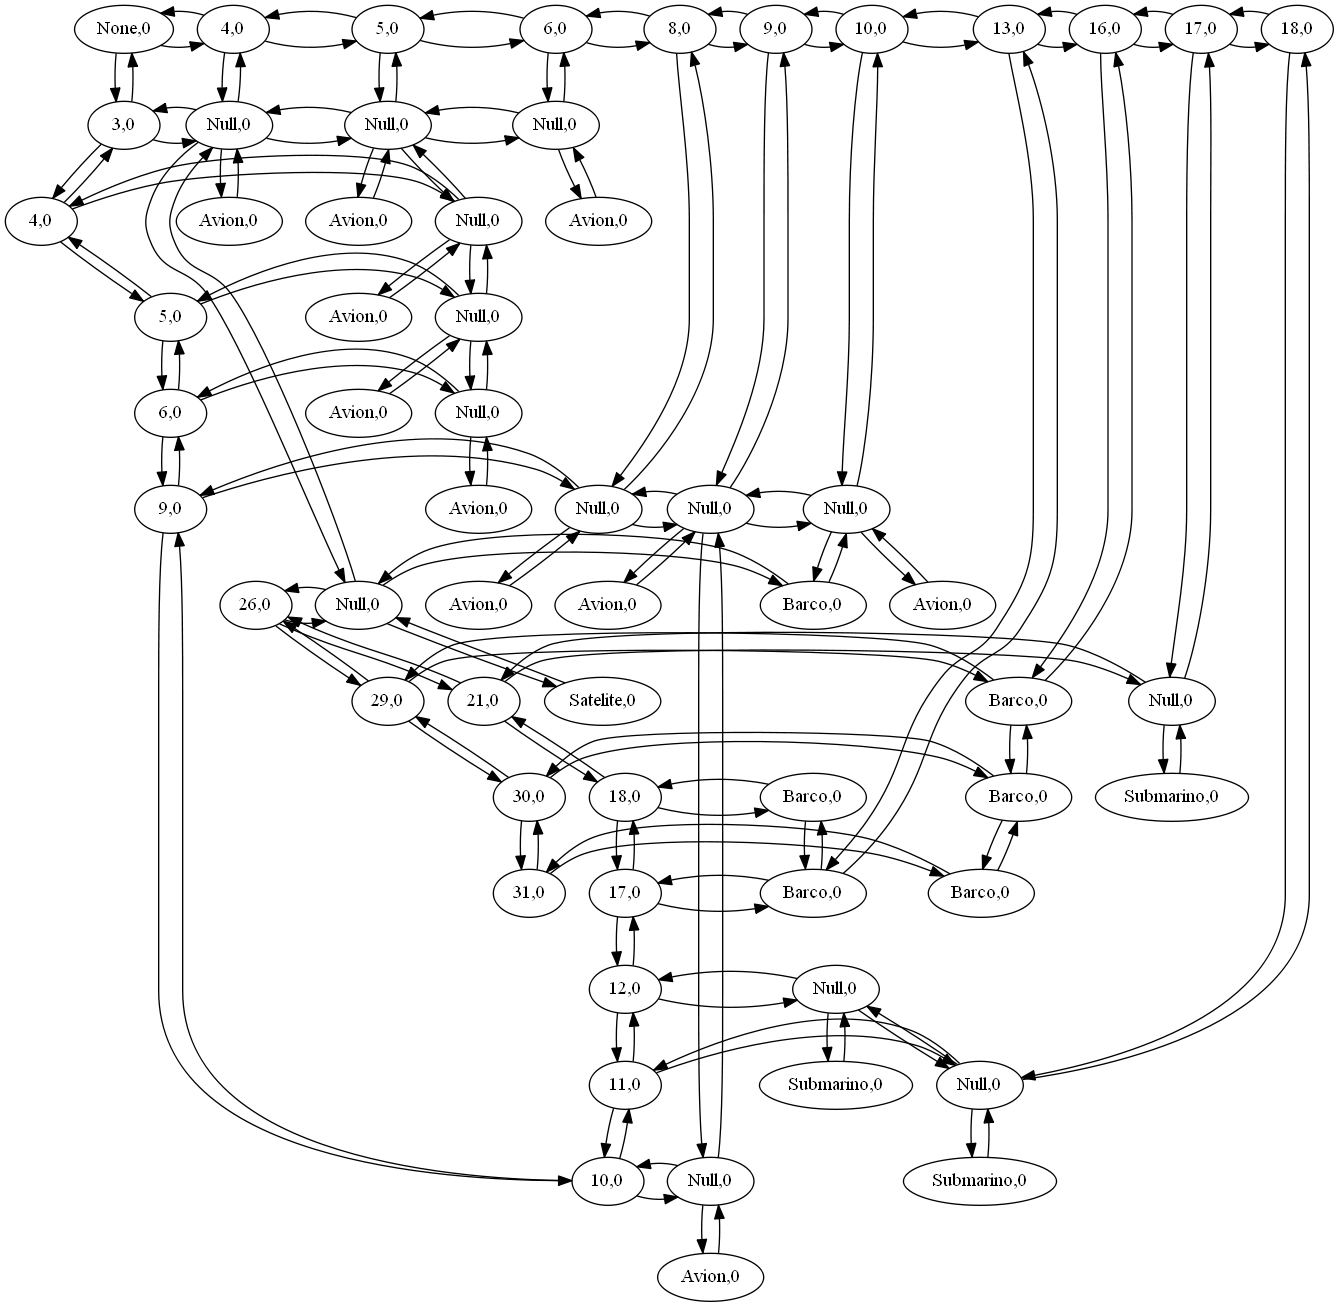 None,0 4,0 5,0 6,0 8,0 9,0 10,0 13,0 16,0 17,0 18,0
3,0 Null,0 Null,0 Null,0
4,0 Avion,0 Avion,0 Null,0 Avion,0
5,0 Avion,0 Null,0
6,0 Avion,0 Null,0
9,0 Avion,0 Null,0 Null,0 Null,0
26,0 Null,0 Avion,0 Avion,0 Barco,0 Avion,0
29,0 21,0 Satelite,0 Barco,0 Null,0
30,0 18,0 Barco,0 Barco,0 Submarino,0
31,0 17,0 Barco,0 Barco,0
12,0 Null,0
11,0 Submarino,0 Null,0
10,0 Null,0 Submarino,0
Avion,0